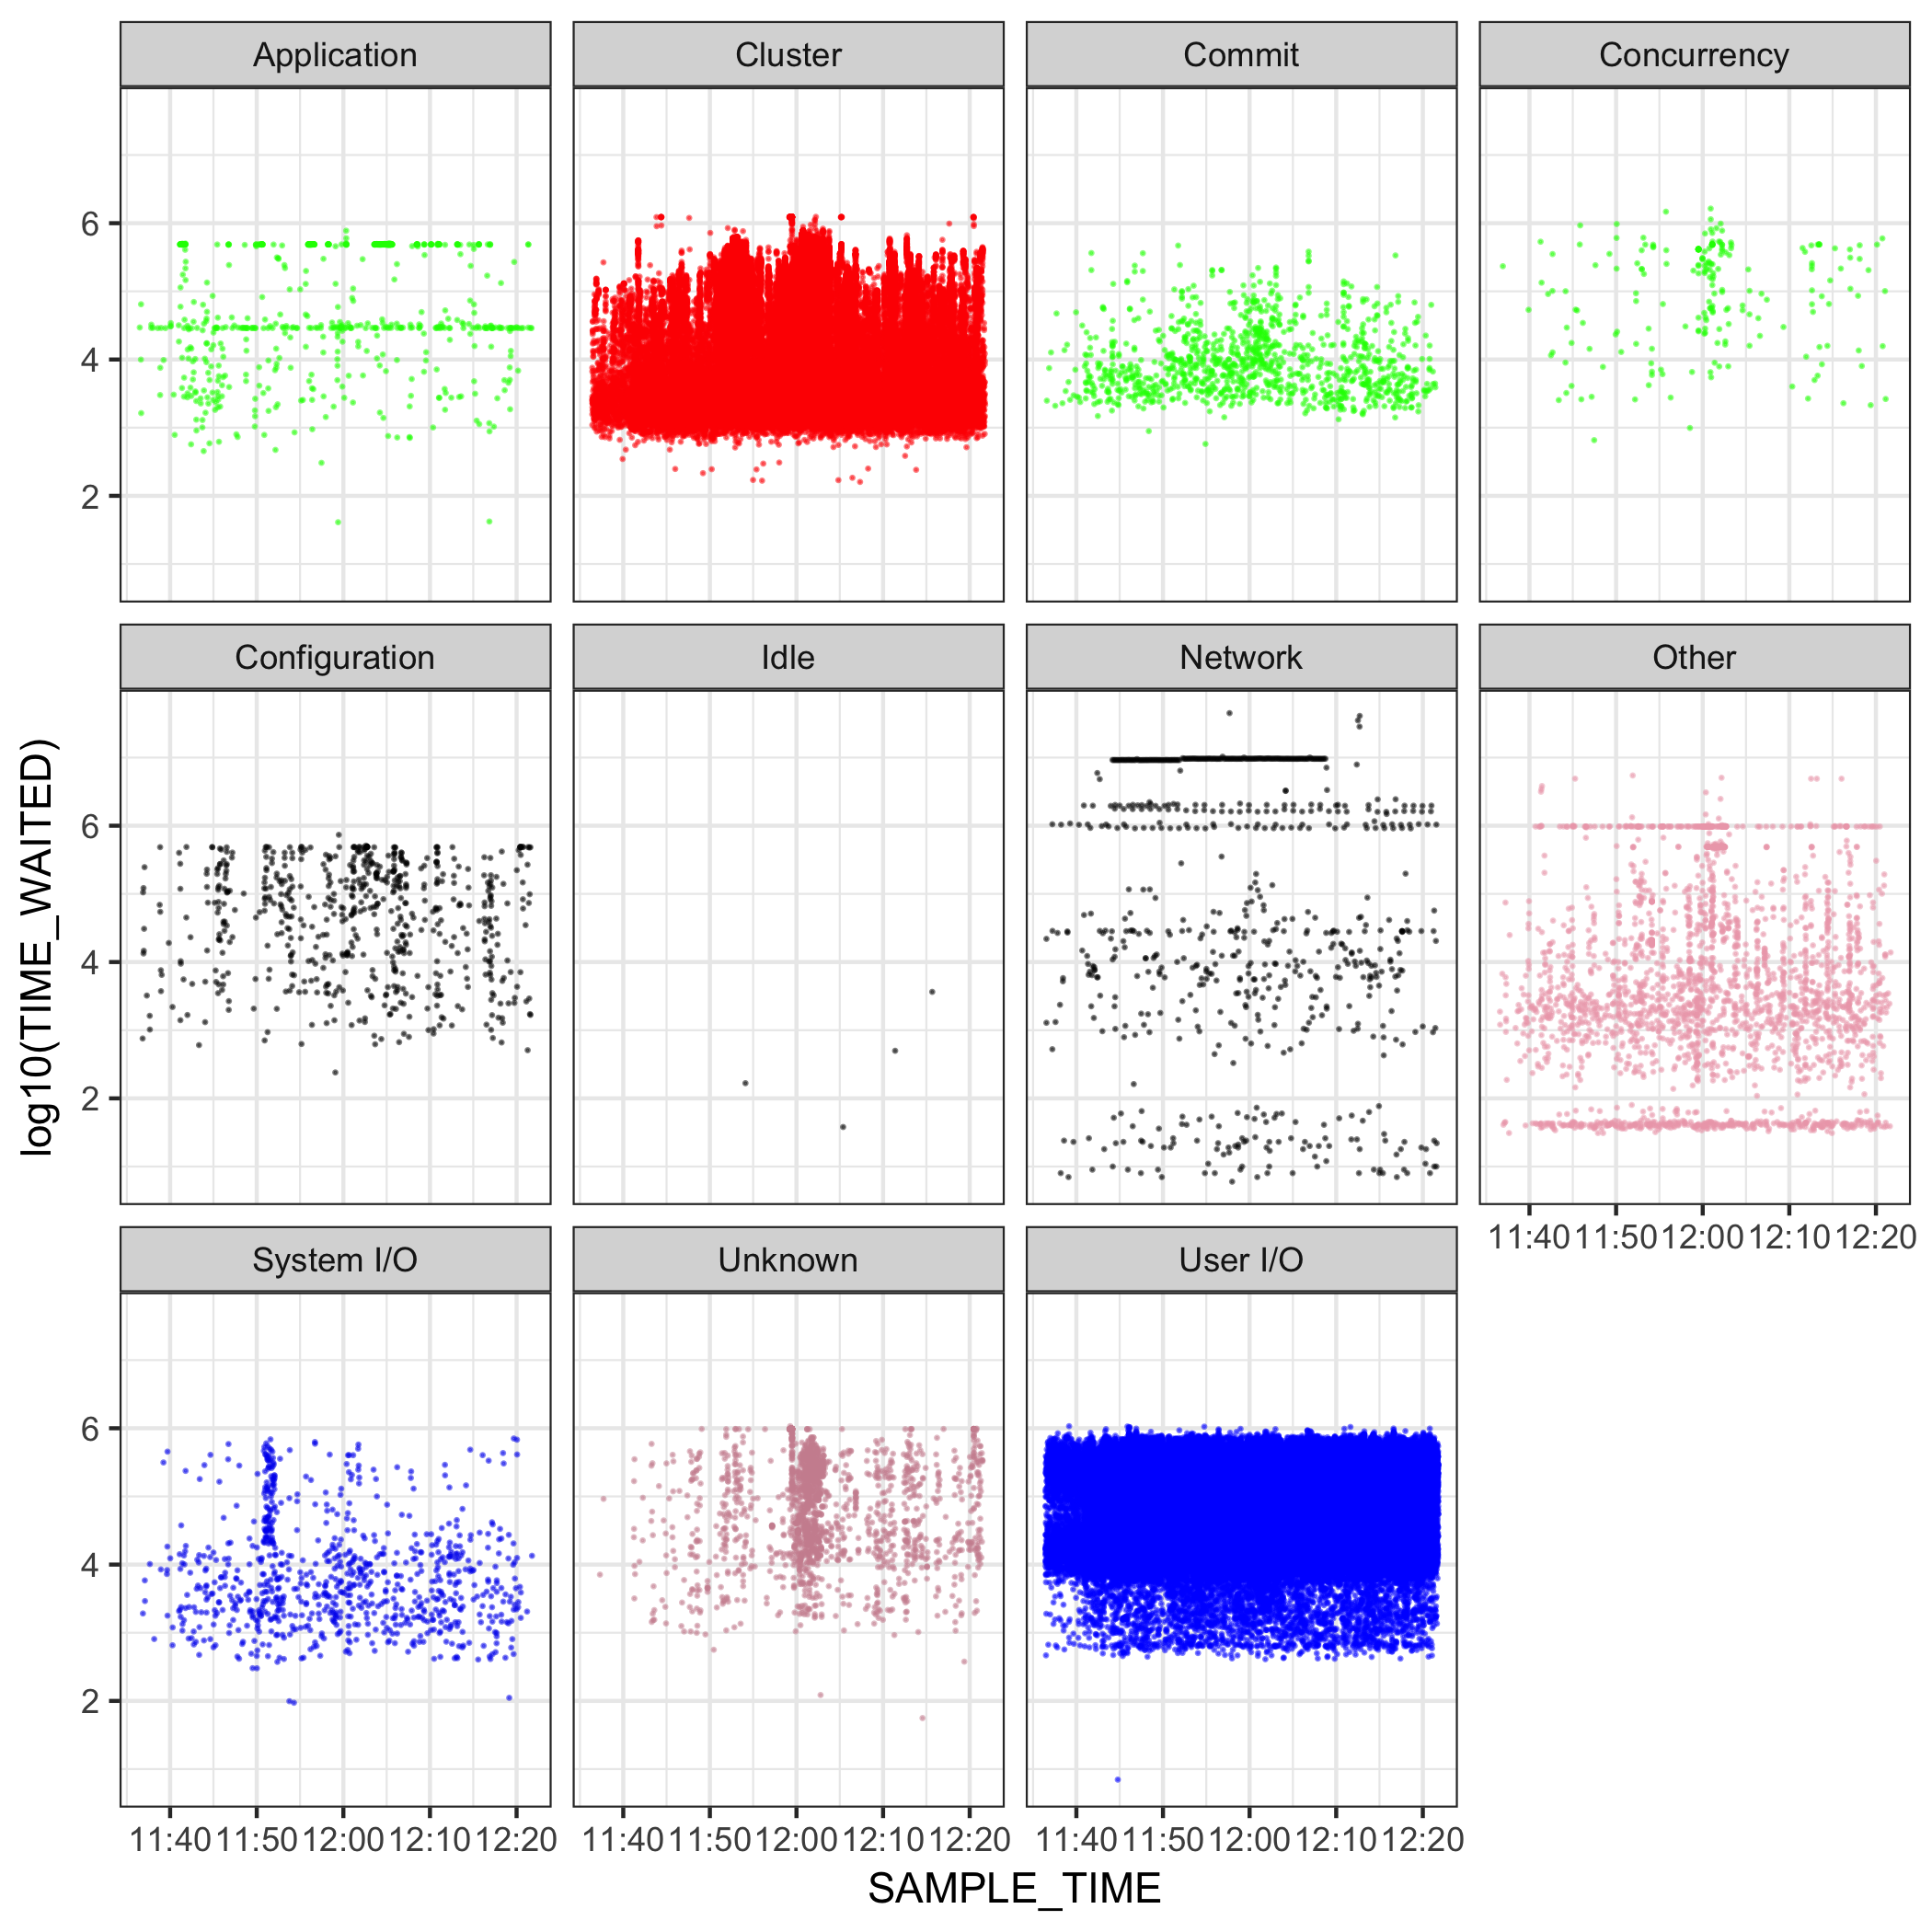 Application Cluster Commit Concurrency
6
4
2
Configuration Idle Network Other
6
4
2
log10(TIME_WAITED)
11:40 11:50 12:00 12:10 12:20
System I/O Unknown User I/O
6
4
2
11:40 11:50 12:00 12:10 12:20 11:40 11:50 12:00 12:10 12:20 11:40 11:50 12:00 12:10 12:20
SAMPLE_TIME